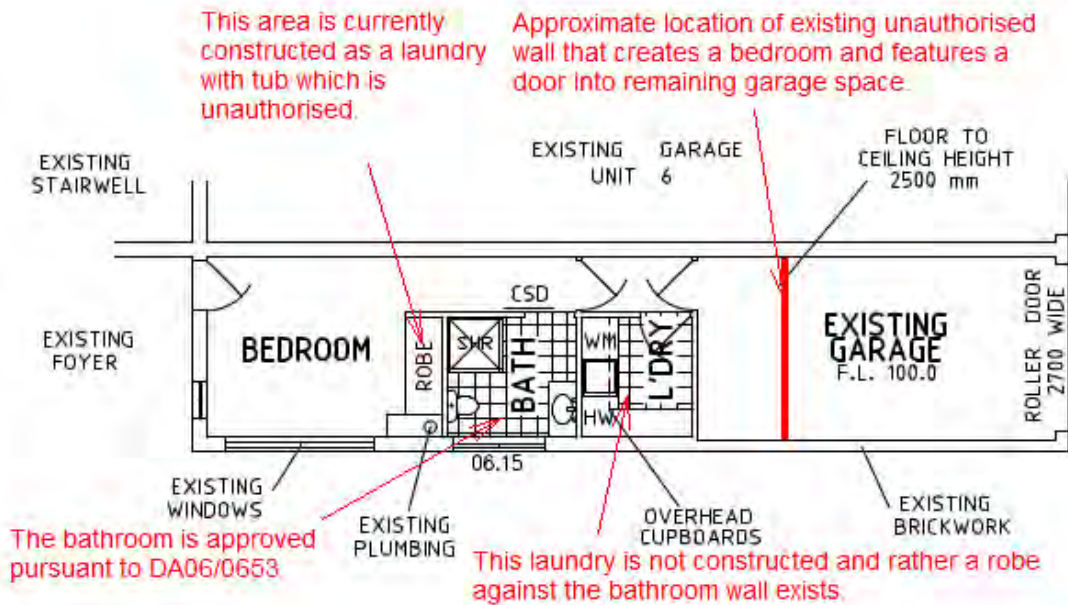 This area is currently
constructed as a laundry
with tub which is
unauthorised.
Approximate location of existing unauthorised
wall that creates a bedroom and features a
door into remaining garage space.
EXISTING
STAIRWELL
EXISTING GARAGE
UNIT 6
FLOOR TO
CEILING HEIGHT
2500 mm
EXISTING
FOYER
BEDROOM
ROBE
CSD
SHR
BATH
WM
HW
L'DRY
EXISTING
GARAGE
F.L. 100.0
ROLLER DOOR
2700 WIDE
06.15
EXISTING
WINDOWS
EXISTING
PLUMBING
OVERHEAD
CUPBOARDS
EXISTING
BRICKWORK
The bathroom is approved
pursuant to DA06/0653
This laundry is not constructed and rather a robe
against the bathroom wall exists.